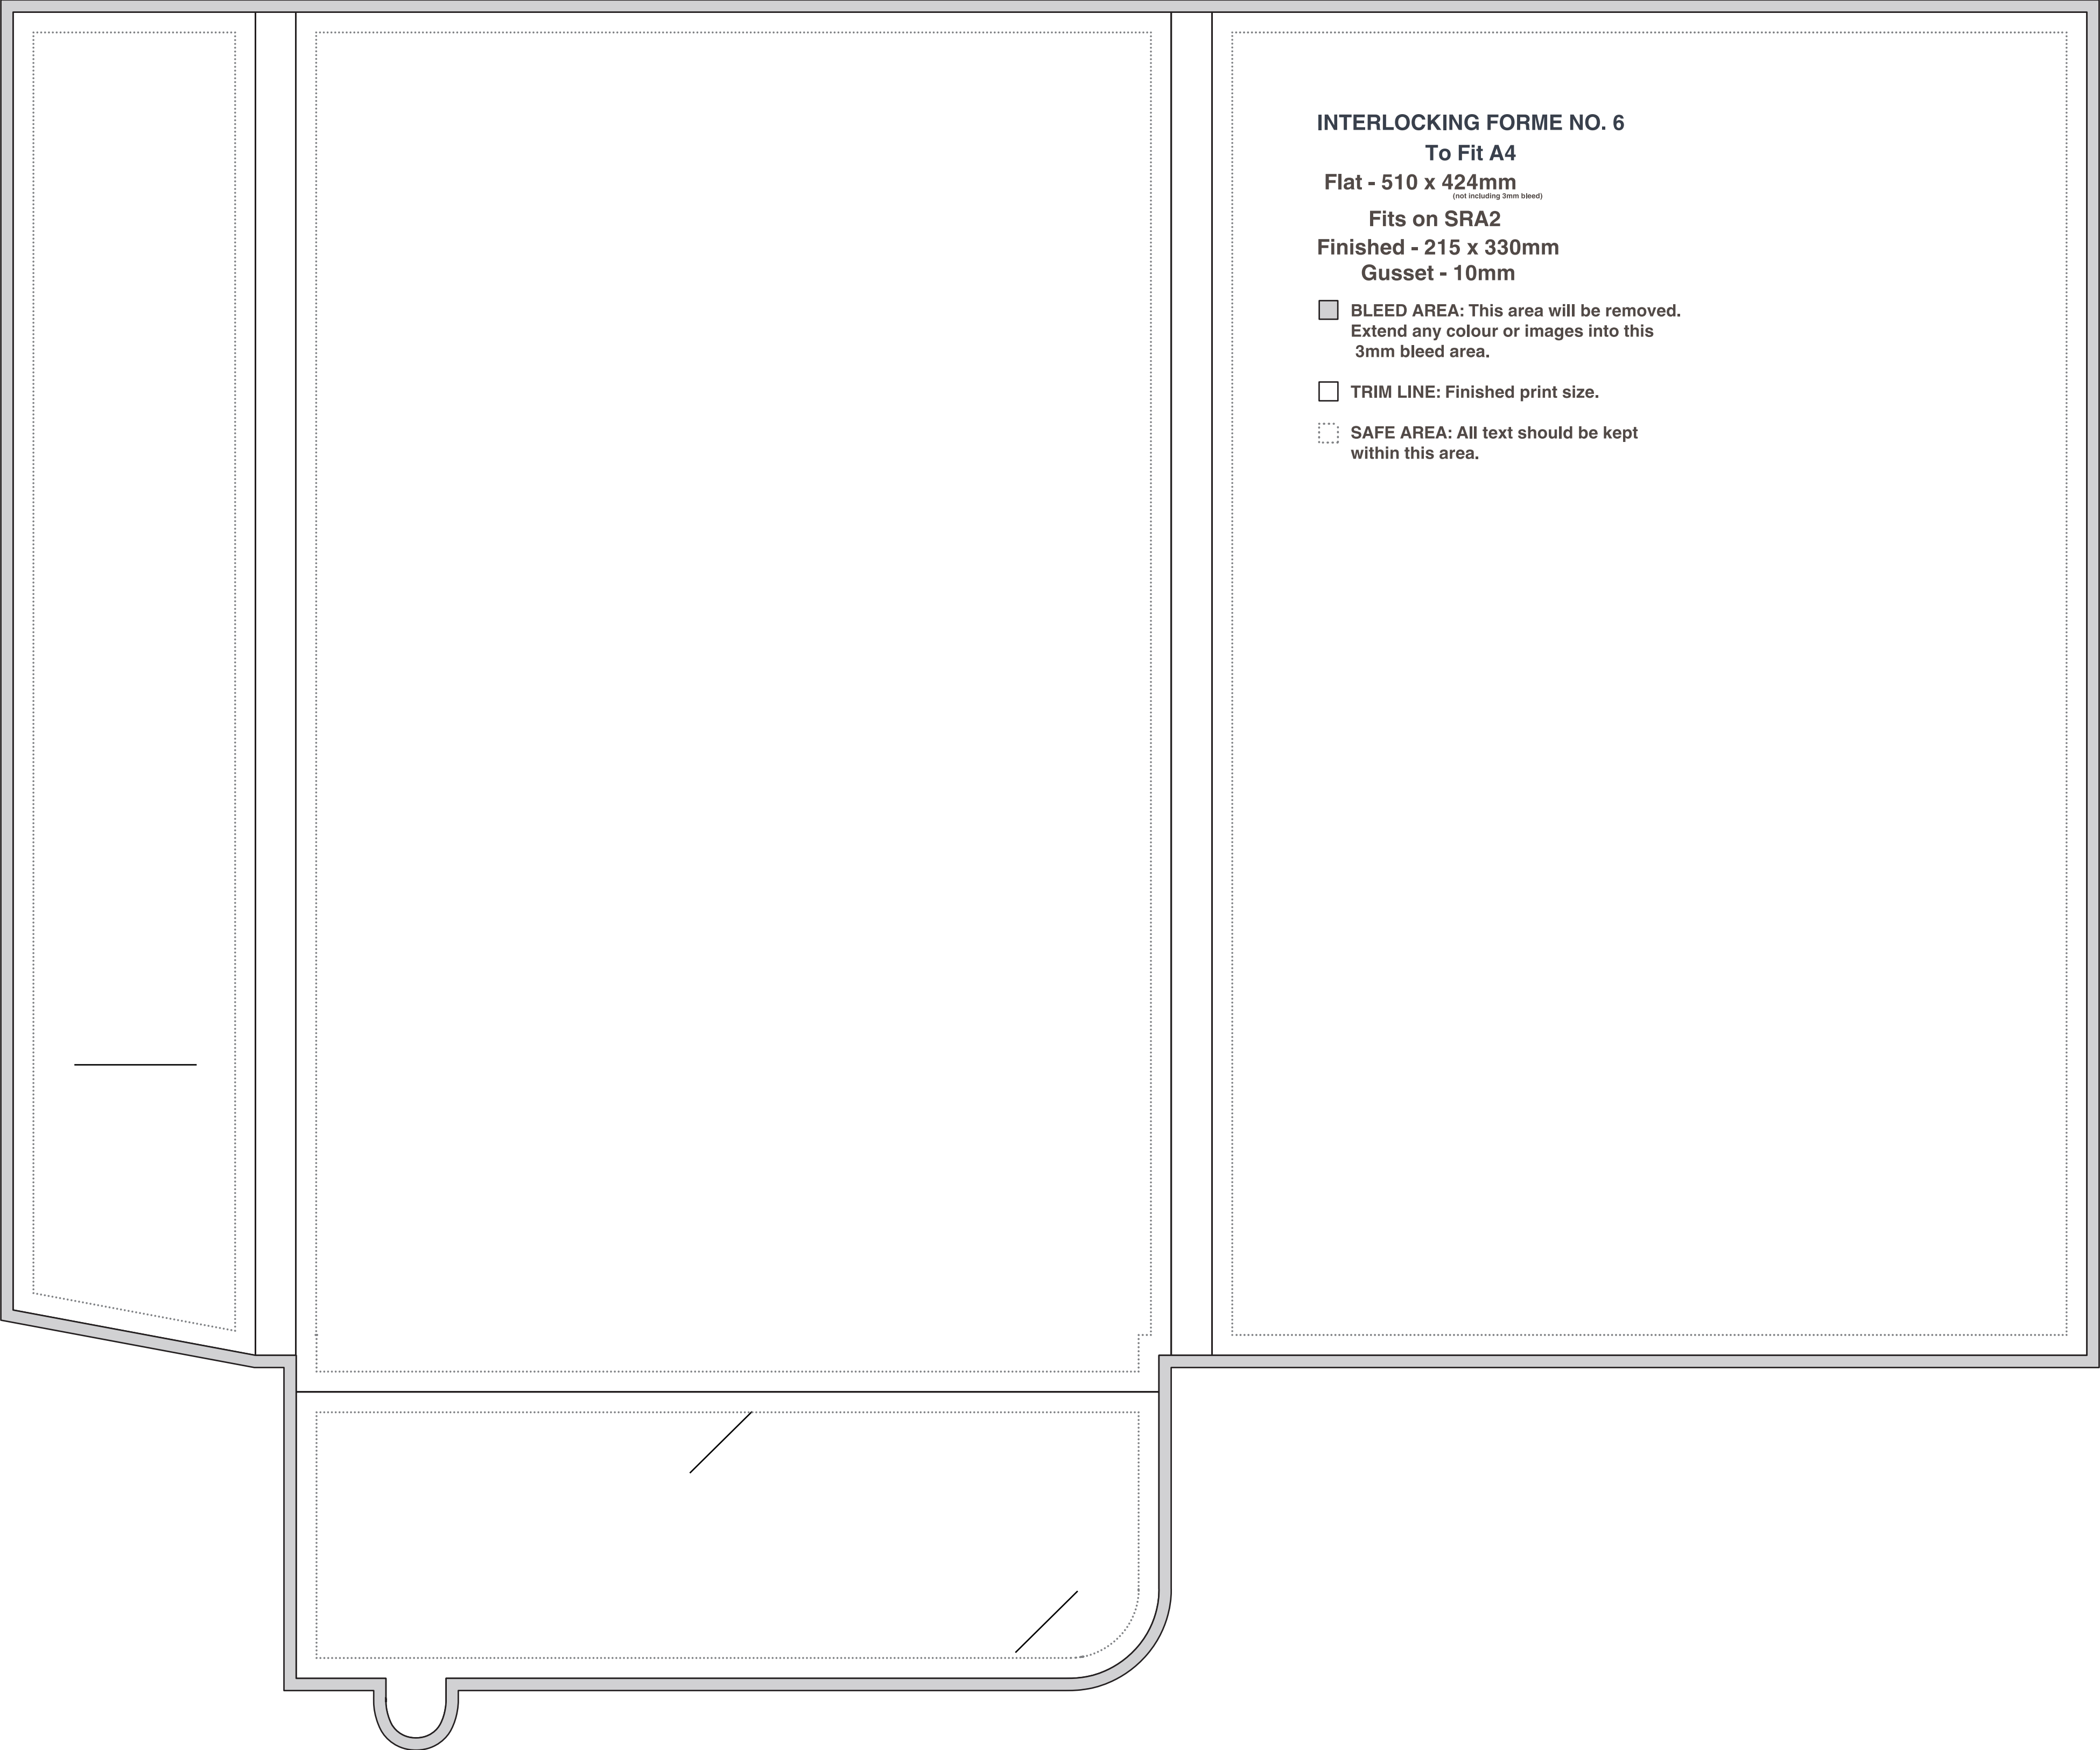 INTERLOCKING FORME NO. 6
To Fit A4
Flat - 510 x 424mm
(not including 3mm bleed)
Fits on SRA2
Finished - 215 x 330mm
Gusset - 10mm
BLEED AREA: This area will be removed.
Extend any colour or images into this
3mm bleed area.
TRIM LINE: Finished print size.
SAFE AREA: All text should be kept
within this area.